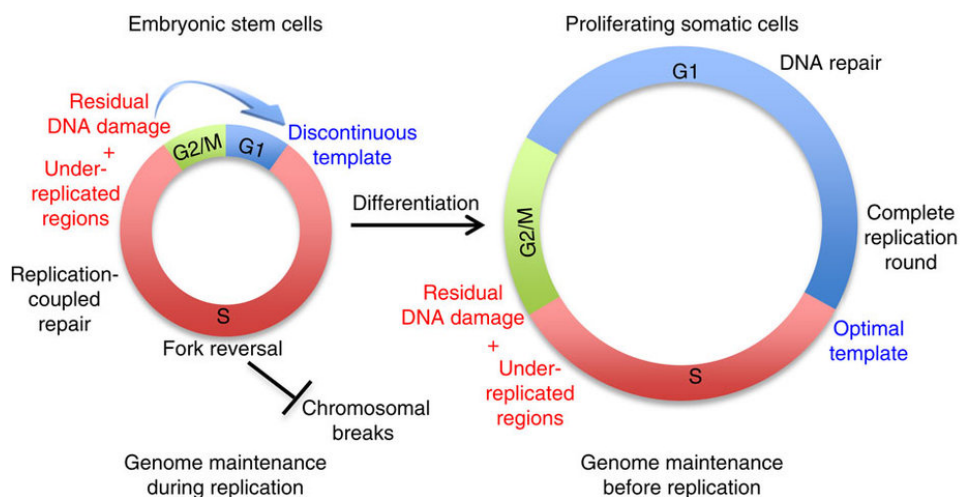 Embryonic stem cells
Residual
DNA damage
+
Under-
replicated
regions
G2/M
G1
Discontinuous
template
Replication-
coupled
repair
S
Fork reversal
Chromosomal
breaks
Genome maintenance
during replication
Differentiation
Proliferating somatic cells
G1
DNA repair
G2/M
Complete
replication
round
Residual
DNA damage
+
Under-
replicated
regions
S
Optimal
template
Genome maintenance
before replication